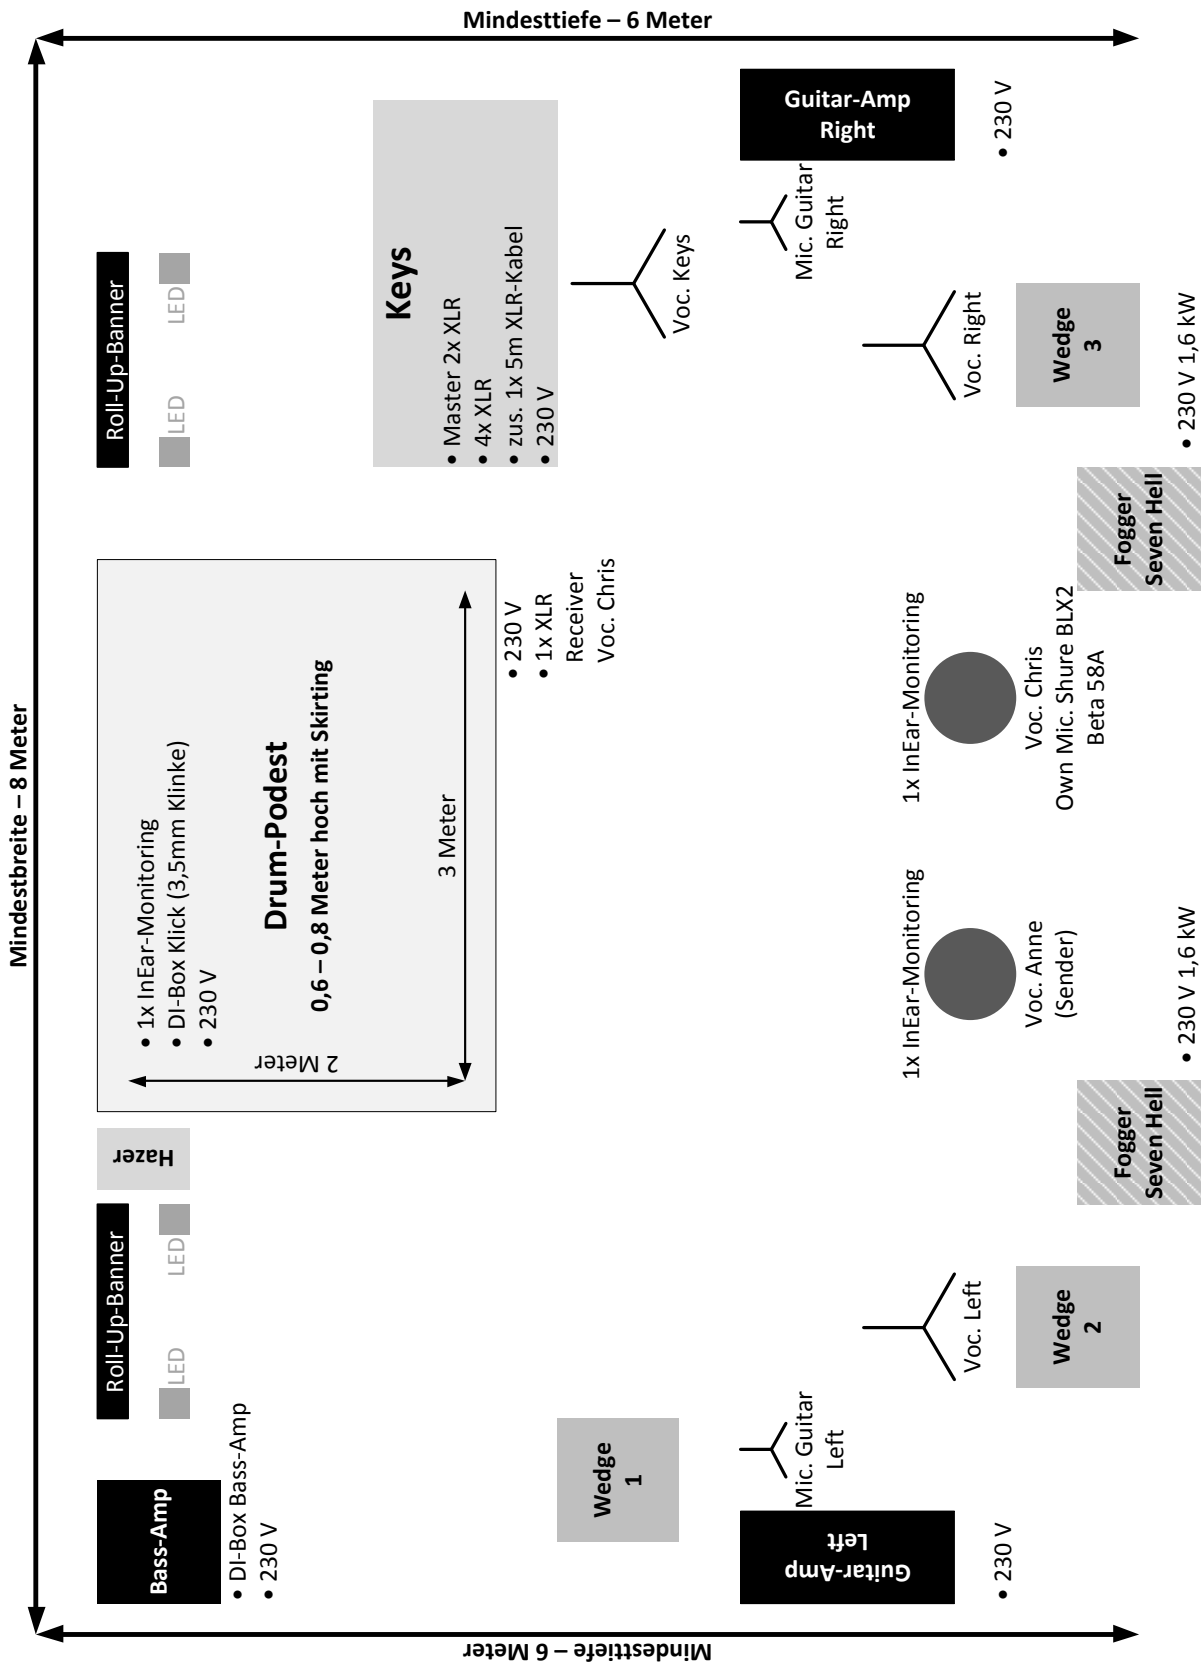 Mindestbreite – 8 Meter
Mindesttiefe – 6 Meter
Mindesttiefe – 6 Meter
Bass-Amp
• DI-Box Bass-Amp
• 230 V
Roll-Up-Banner
LED
LED
Hazer
• 1x InEar-Monitoring
• DI-Box Klick (3,5mm Klinke)
• 230 V
Drum-Podest
0,6 – 0,8 Meter hoch mit Skirting
2 Meter
3 Meter
• 230 V
• 1x XLR
Receiver
Voc. Chris
Roll-Up-Banner
LED
LED
Keys
• Master 2x XLR
• 4x XLR
• zus. 1x 5m XLR-Kabel
• 230 V
Voc. Keys
Wedge
1
Guitar-Amp
Left
• 230 V
Mic. Guitar
Left
Voc. Left
Wedge
2
Fogger
Seven Hell
• 230 V 1,6 kW
1x InEar-Monitoring
Voc. Anne
(Sender)
1x InEar-Monitoring
Voc. Chris
Own Mic. Shure BLX2
Beta 58A
Fogger
Seven Hell
• 230 V 1,6 kW
Voc. Right
Wedge
3
Mic. Guitar
Right
Guitar-Amp
Right
• 230 V